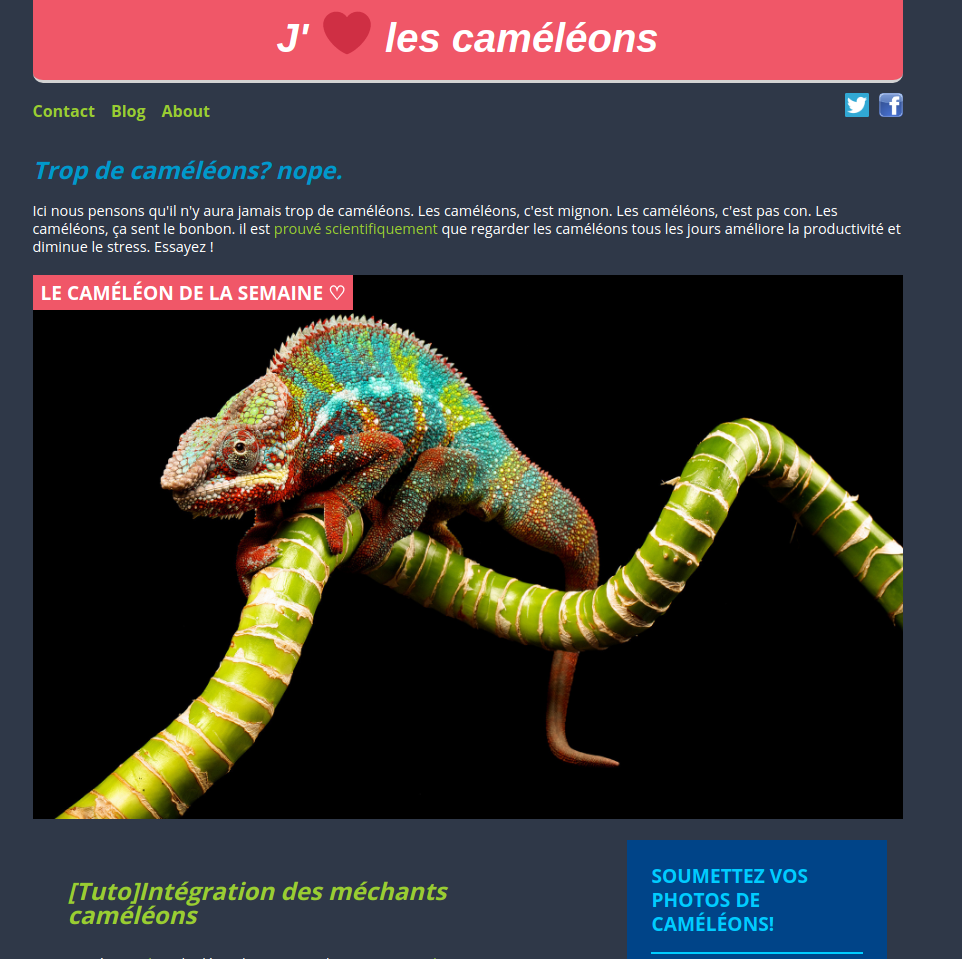 J' ❤ les caméléons
Contact Blog About
Trop de caméléons? nope.
Ici nous pensons qu'il n'y aura jamais trop de caméléons. Les caméléons, c'est mignon. Les caméléons, c'est pas con. Les
caméléons, ça sent le bonbon. il est prouvé scientifiquement que regarder les caméléons tous les jours améliore la productivité et
diminue le stress. Essayez !
LE CAMÉLÉON DE LA SEMAINE ♡
[Tuto]Intégration des méchants
caméléons
SOUMETTEZ VOS
PHOTOS DE
CAMÉLÉONS!